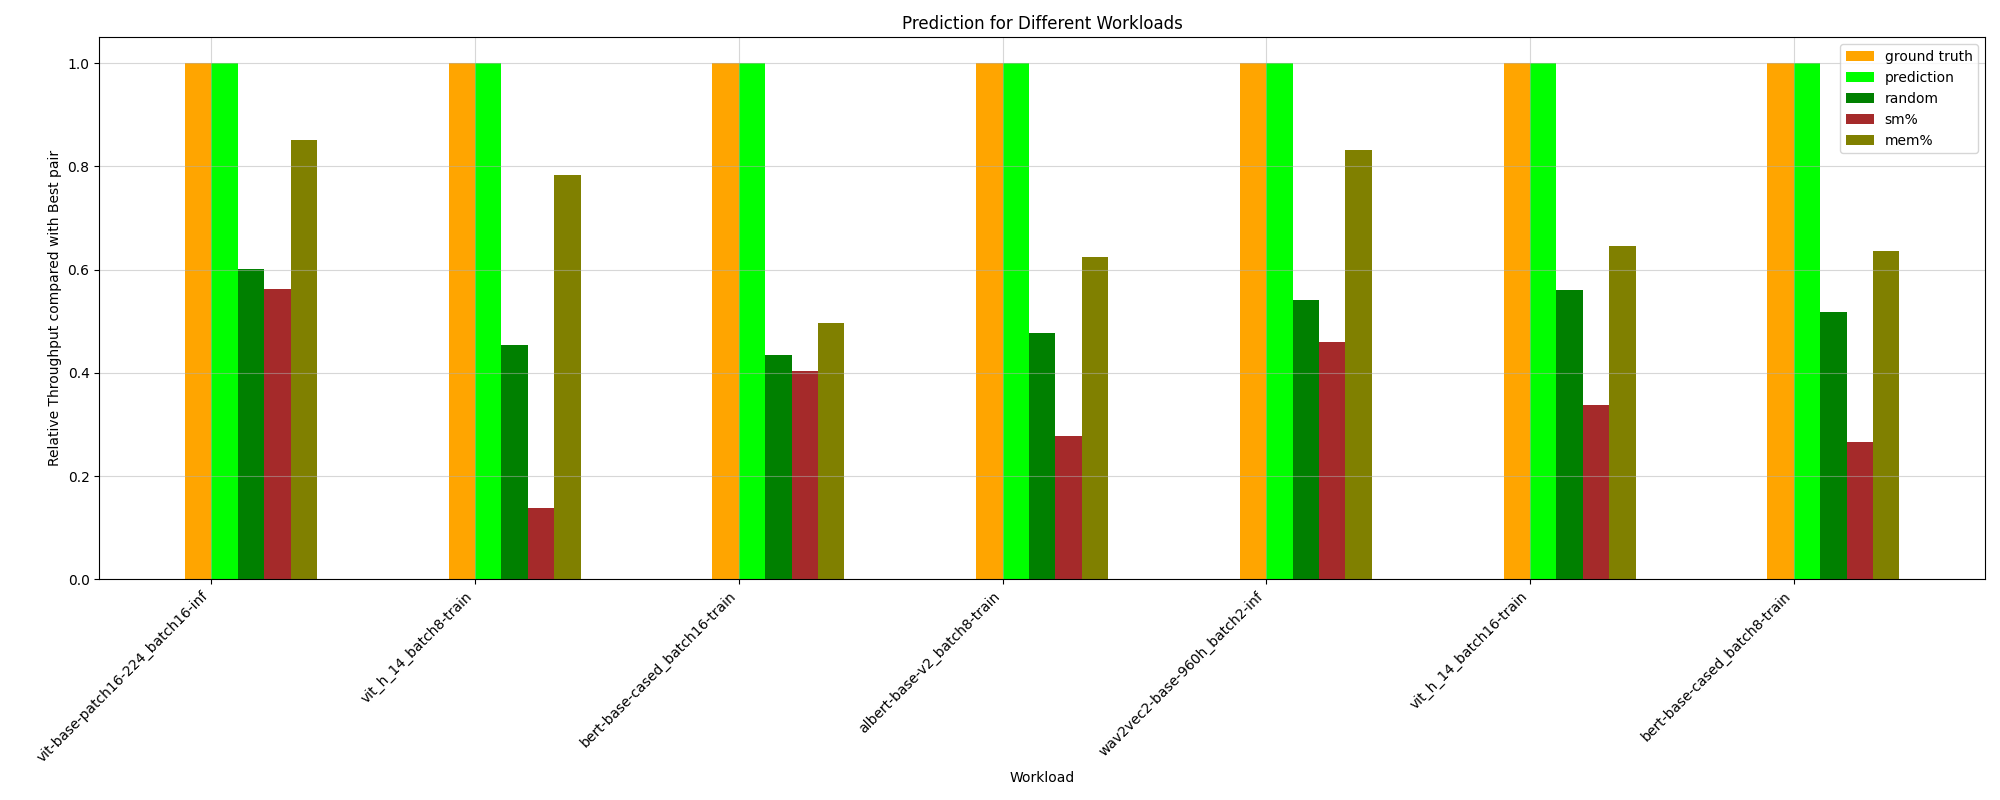 Prediction for Different Workloads
Relative Throughput compared with Best pair
1.0
0.8
0.6
0.4
0.2
0.0
ground truth
prediction
random
sm%
mem%
vit-base-patch16-224_batch16-inf
vit_h_14_batch8-train
bert-base-cased_batch16-train
albert-base-v2_batch8-train
wav2vec2-base-960h_batch2-inf
vit_h_14_batch16-train
bert-base-cased_batch8-train
Workload